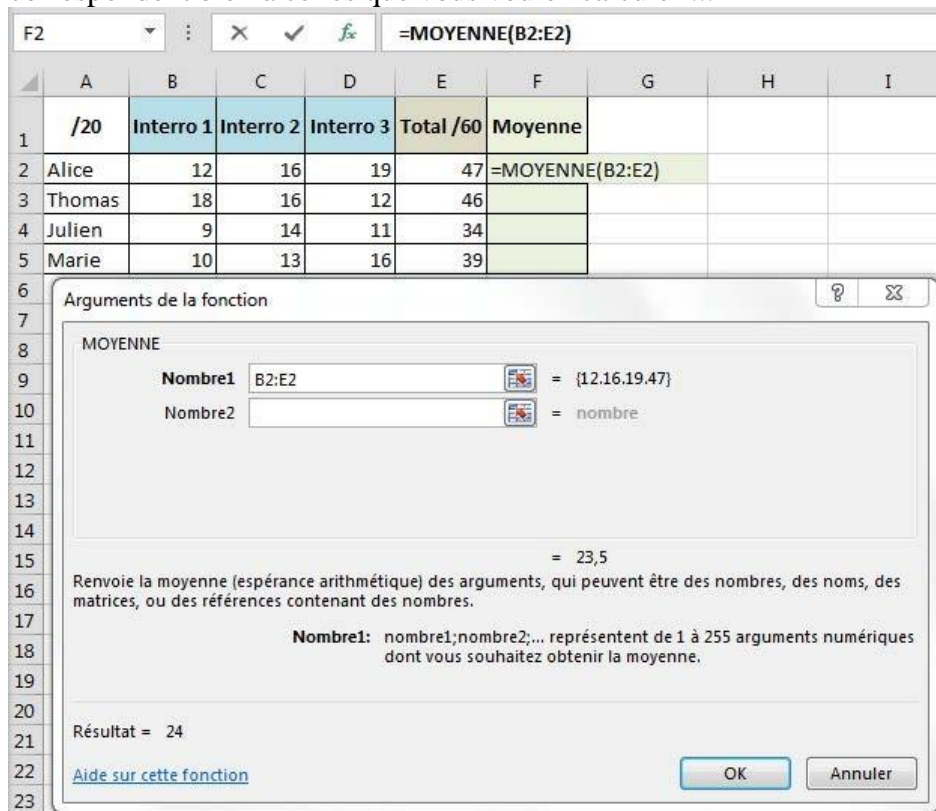 F2 fx =MOYENNE(B2:E2)
A B C D E F G H I
1 /20 Interro 1 Interro 2 Interro 3 Total /60 Moyenne
2 Alice 12 16 19 47 =MOYENNE(B2:E2)
3 Thomas 18 16 12 46
4 Julien 9 14 11 34
5 Marie 10 13 16 39
6
Arguments de la fonction ?
7
8 MOYENNE
9 Nombre1 B2:E2 = {12.16.19.47}
10 Nombre2 = nombre
11
12
13
14
15 = 23,5
16 Renvoie la moyenne (espérance arithmétique) des arguments, qui peuvent être des nombres, des noms, des
matrices, ou des références contenant des nombres.
17
18 Nombre1: nombre1;nombre2;... représentent de 1 à 255 arguments numériques
dont vous souhaitez obtenir la moyenne.
19
20
21 Résultat = 24
22 Aide sur cette fonction OK Annuler
23